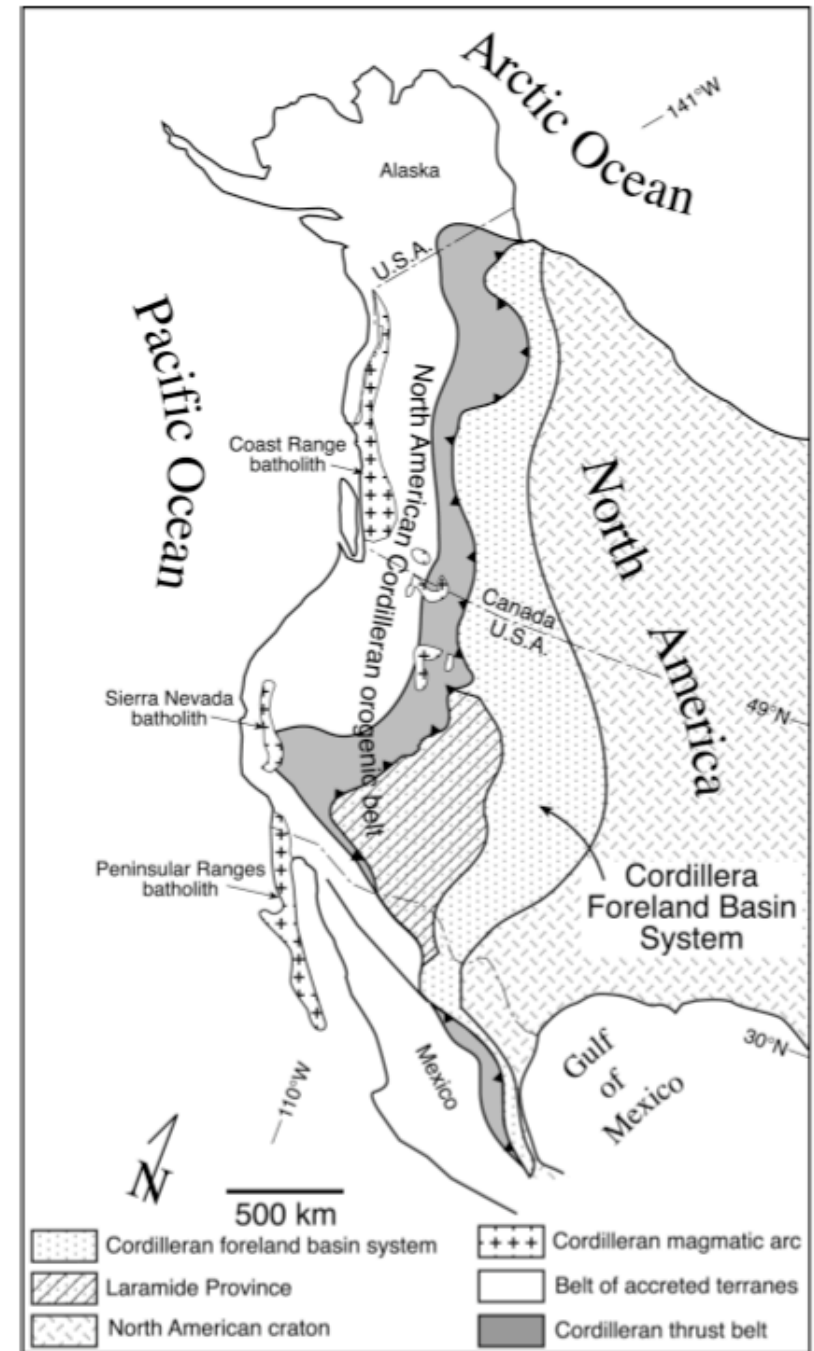 Arctic Ocean
141°W
Alaska
U.S.A.
Pacific Ocean
North American Cordilleran orogenic belt
Coast Range
batholith
North America
Canada
U.S.A.
49°N
Sierra Nevada
batholith
Peninsular Ranges
batholith
Cordillera
Foreland Basin
System
30°N
Gulf
of
Mexico
Mexico
110°W
N
500 km
Cordilleran foreland basin system
Laramide Province
North American craton
Cordilleran magmatic arc
Belt of accreted terranes
Cordilleran thrust belt